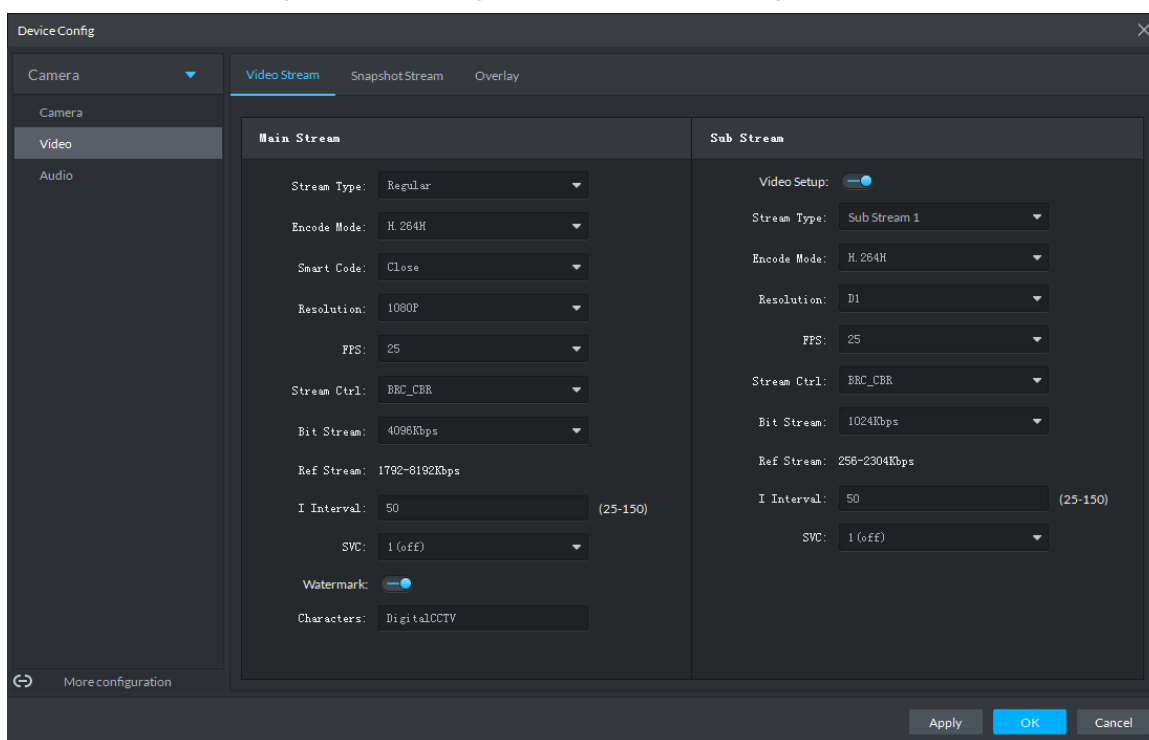 Device Config
Camera
Camera
Video
Audio
More configuration
Video Stream Snapshot Stream Overlay
Main Stream
Stream Type: Regular
Encode Mode: H.264H
Smart Code: Close
Resolution: 1080P
FPS: 25
Stream Ctrl: BRC_CBR
Bit Stream: 4096Kbps
Ref Stream: 1792-8192Kbps
I Interval: 50 (25-150)
SVC: 1(off)
Watermark:
Characters: DigitalCCTV
Sub Stream
Video Setup:
Stream Type: Sub Stream 1
Encode Mode: H.264H
Resolution: D1
FPS: 25
Stream Ctrl: BRC_CBR
Bit Stream: 1024Kbps
Ref Stream: 256-2304Kbps
I Interval: 50 (25-150)
SVC: 1(off)
Apply OK Cancel